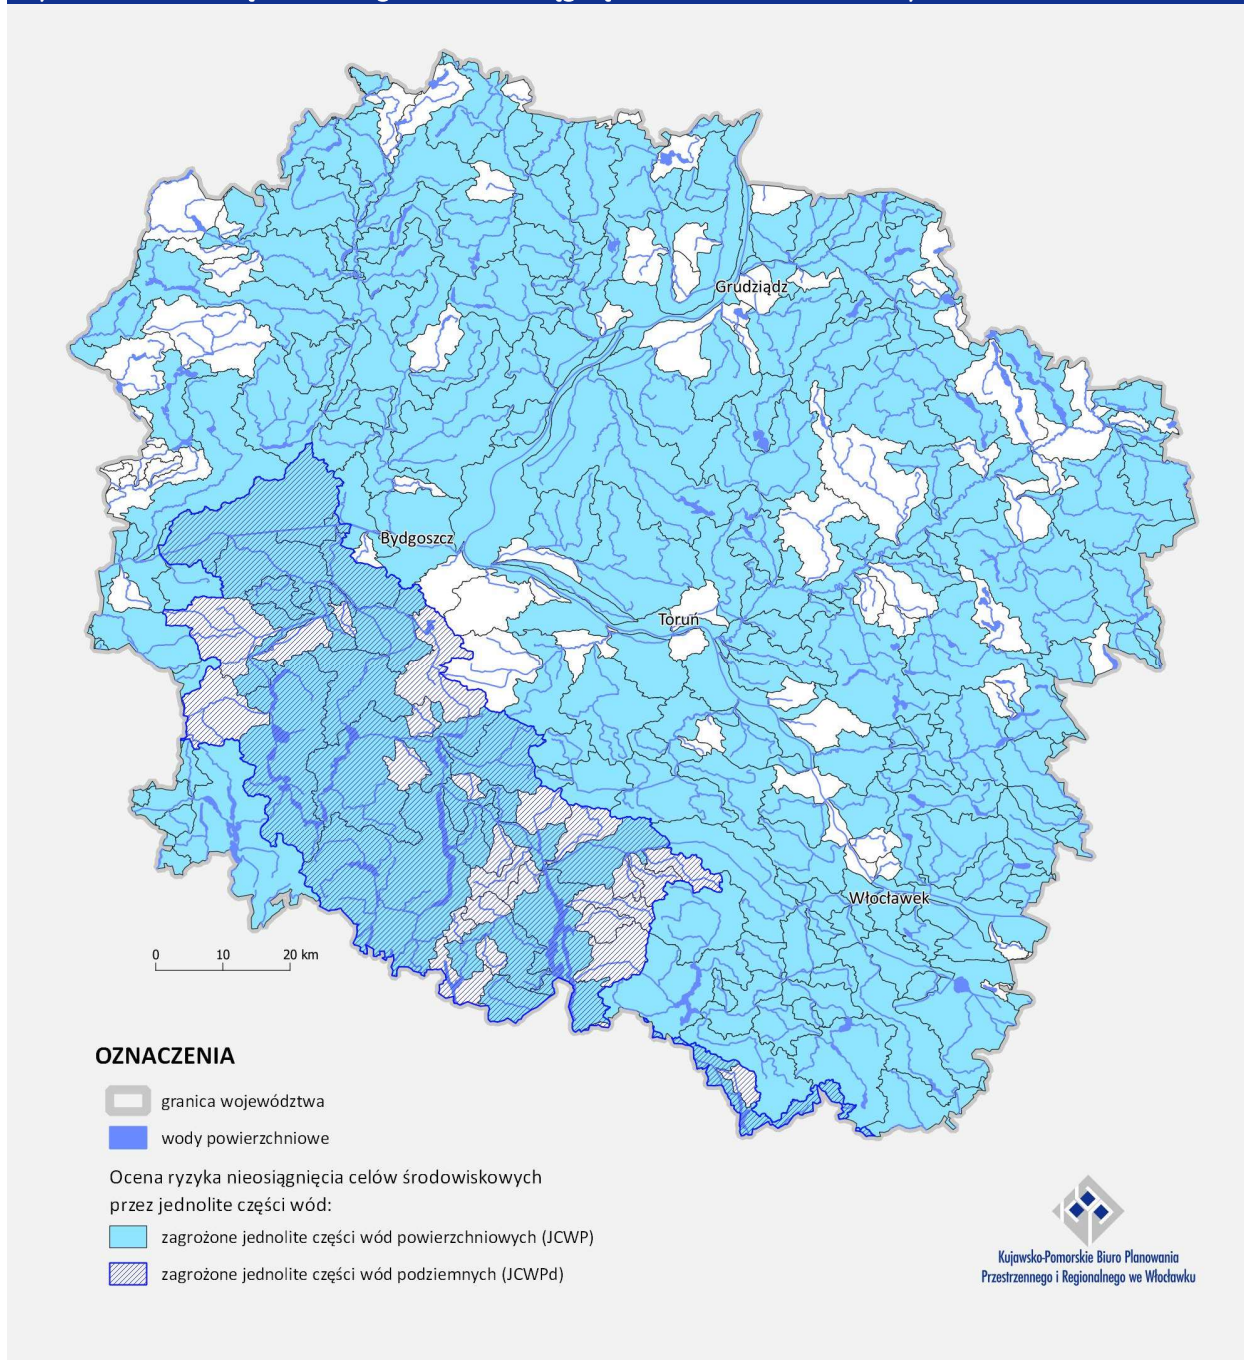 Grudziądz
Bydgoszcz
Toruń
Włocławek
0 10 20 km
OZNACZENIA
granica województwa
wody powierzchniowe
Ocena ryzyka nieosiągnięcia celów środowiskowych
przez jednolite części wód:
zagrożone jednolite części wód powierzchniowych (JCWP)
zagrożone jednolite części wód podziemnych (JCWPd)
Kujawsko-Pomorskie Biuro Planowania
Przestrzennego i Regionalnego we Włocławku